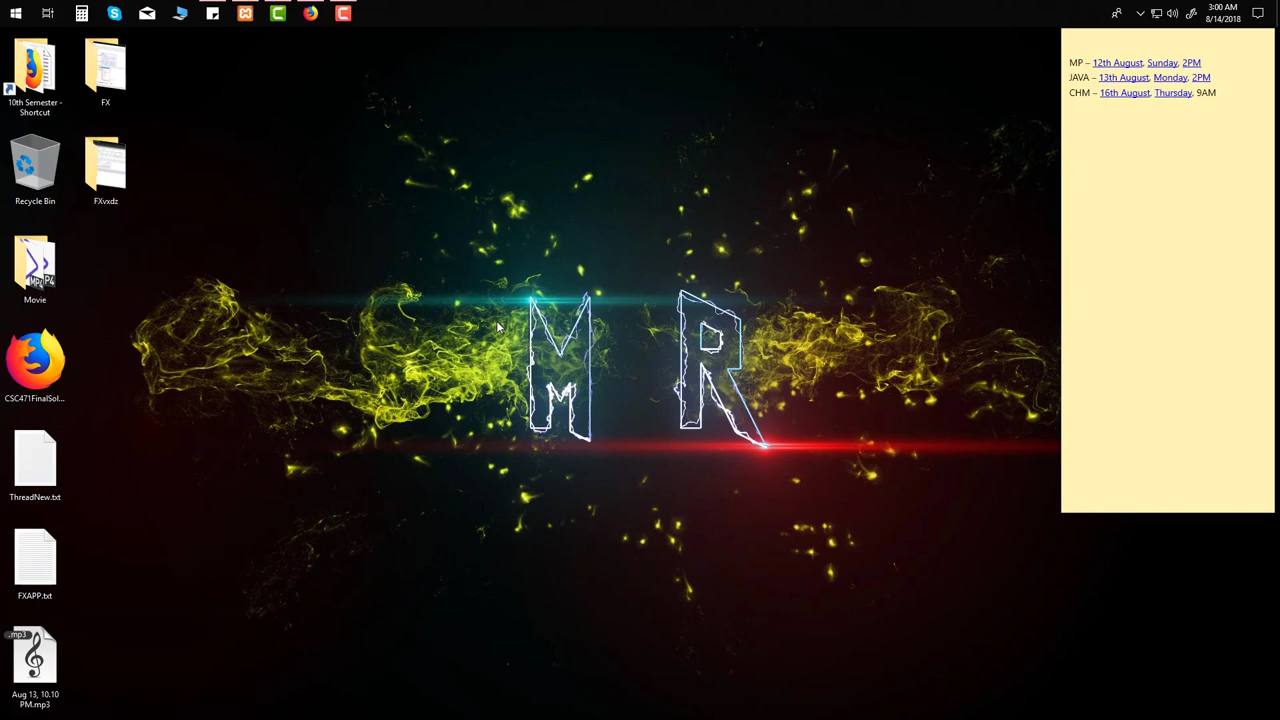 3:00 AM
8/14/2018
MP – 12th August, Sunday, 2PM
JAVA – 13th August, Monday, 2PM
CHM – 16th August, Thursday, 9AM
10th Semester -
Shortcut
FX
Recycle Bin
FXvxdz
MP4
Movie
CSC471FinalSol...
ThreadNew.txt
FXAPP.txt
.mp3
Aug 13, 10.10
PM.mp3
M R